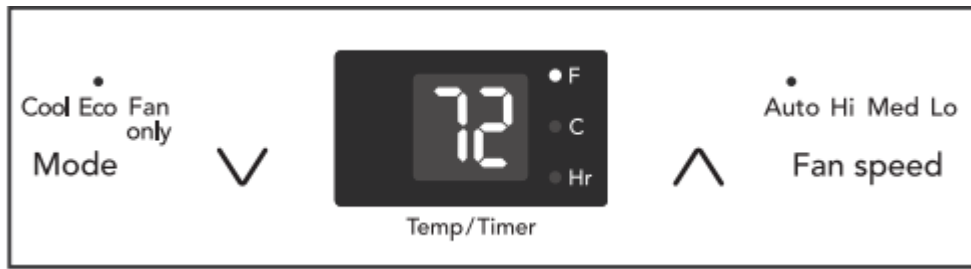 72
F
C
Hr
Cool Eco Fan only
Mode
Temp/Timer
Auto Hi Med Lo
Fan speed